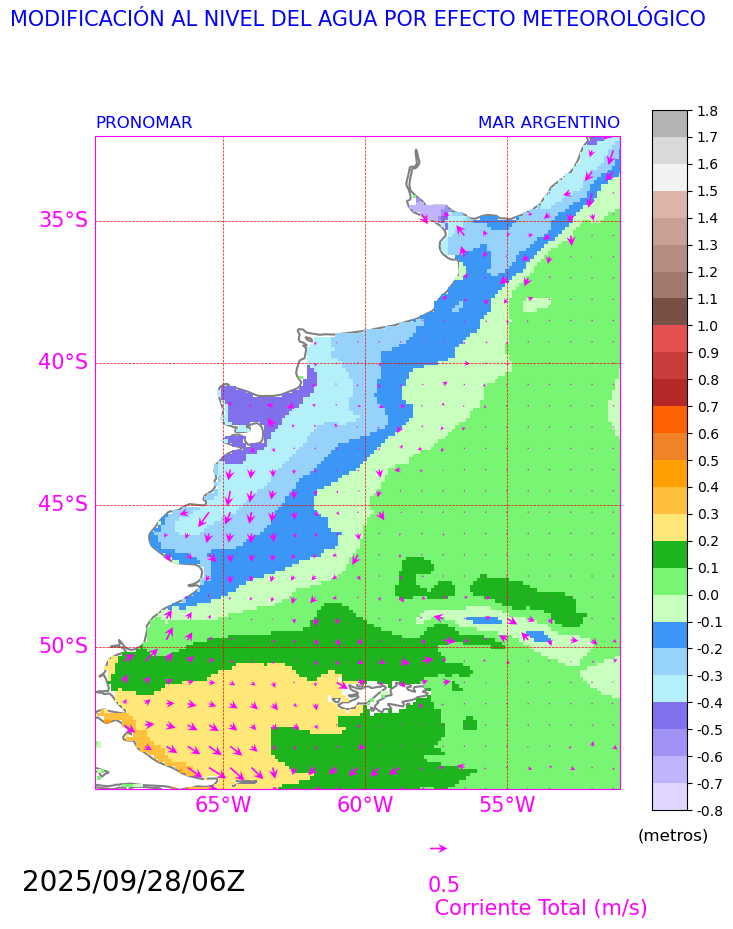 MODIFICACIÓN AL NIVEL DEL AGUA POR EFECTO METEOROLÓGICO
PRONOMAR MAR ARGENTINO
35°S
40°S
45°S
50°S
65°W 60°W 55°W
1.8
1.7
1.6
1.5
1.4
1.3
1.2
1.1
1.0
0.9
0.8
0.7
0.6
0.5
0.4
0.3
0.2
0.1
0.0
-0.1
-0.2
-0.3
-0.4
-0.5
-0.6
-0.7
-0.8
(metros)
2025/09/28/06Z
0.5
Corriente Total (m/s)